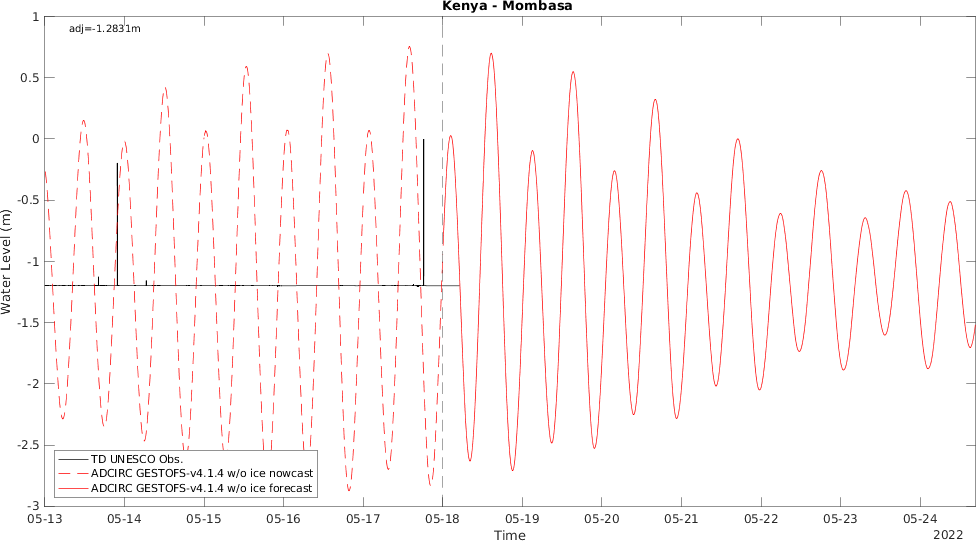 Kenya - Mombasa
adj=-1.2831m
1
0.5
0
-0.5
-1
-1.5
-2
-2.5
-3
Water Level (m)
TD UNESCO Obs.
ADCIRC GESTOFS-v4.1.4 w/o ice nowcast
ADCIRC GESTOFS-v4.1.4 w/o ice forecast
05-13 05-14 05-15 05-16 05-17 05-18 05-19 05-20 05-21 05-22 05-23 05-24
2022
Time